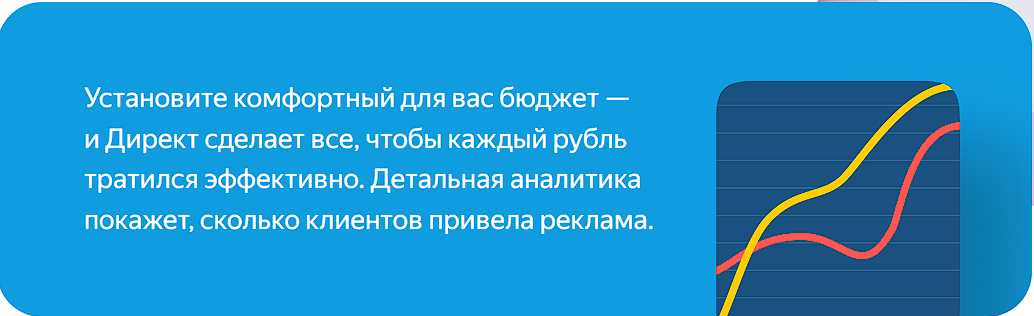 Установите комфортный для вас бюджет —
и Директ сделает все, чтобы каждый рубль
тратился эффективно. Детальная аналитика
покажет, сколько клиентов привела реклама.